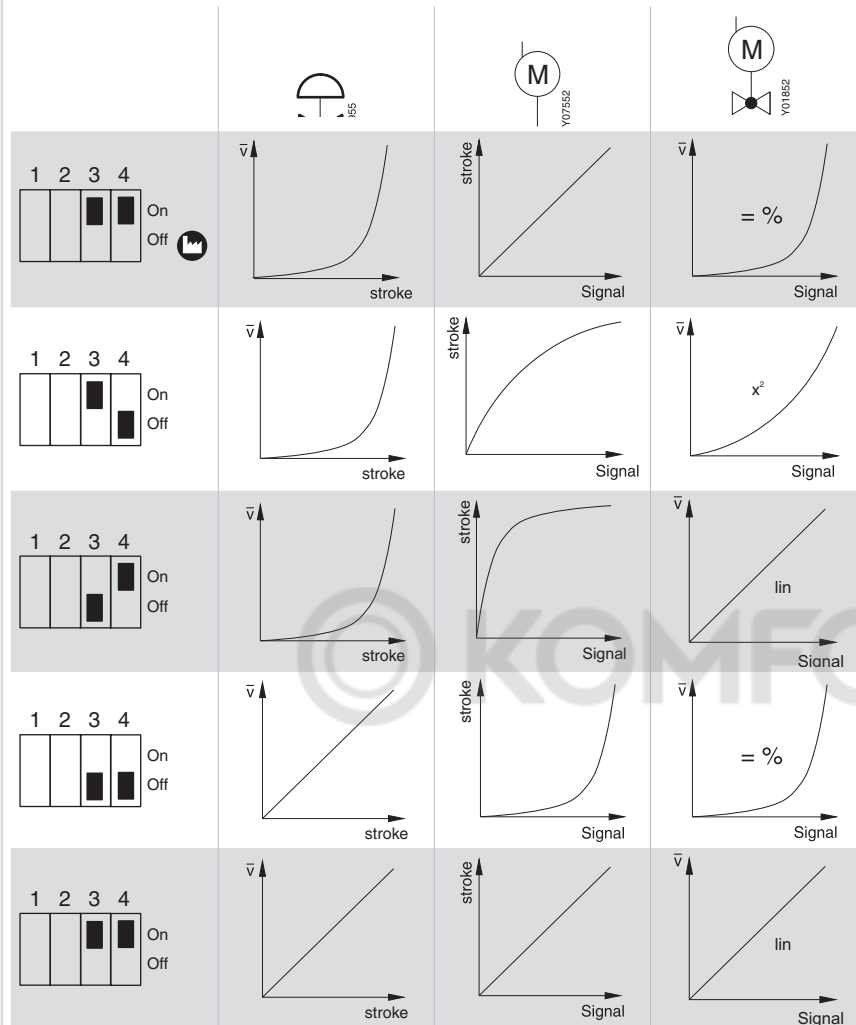 M
M
955
Y07552
Y01852
1 2 3 4
On
Off
v̅
stroke
stroke
Signal
v̅
= %
Signal
1 2 3 4
On
Off
v̅
stroke
stroke
Signal
v̅
x²
Signal
1 2 3 4
On
Off
v̅
stroke
stroke
Signal
v̅
lin
Signal
KOMFO
1 2 3 4
On
Off
v̅
stroke
stroke
Signal
v̅
= %
Signal
1 2 3 4
On
Off
v̅
stroke
stroke
Signal
v̅
lin
Signal